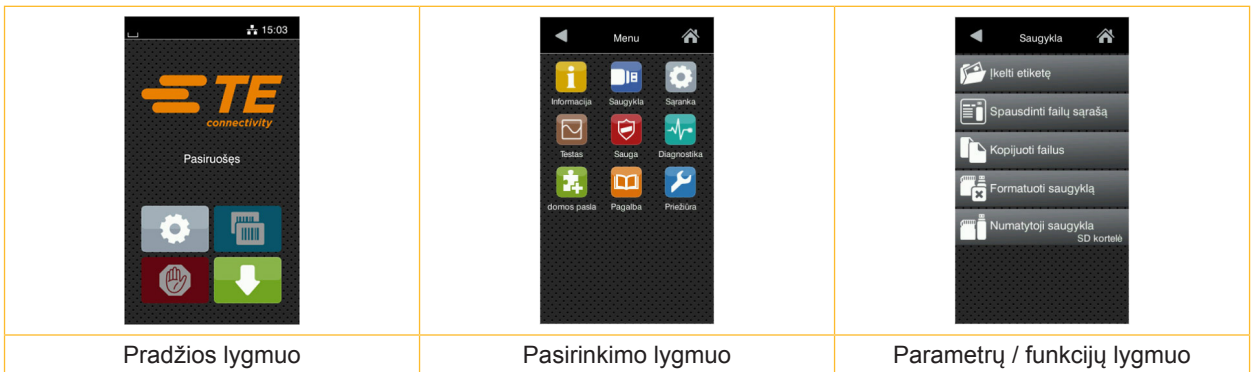 15:03
TE
connectivity
Pasiruošęs
Menu
Informacija
Saugykla
Sąranka
Testas
Sauga
Diagnostika
domos pasla
Pagalba
Priežiūra
Saugykla
Įkelti etiketę
Spausdinti failų sąrašą
Kopijuoti failus
Formatuoti saugyklą
Numatytoji saugykla
SD kortelė
Pradžios lygmuo
Pasirinkimo lygmuo
Parametrų / funkcijų lygmuo